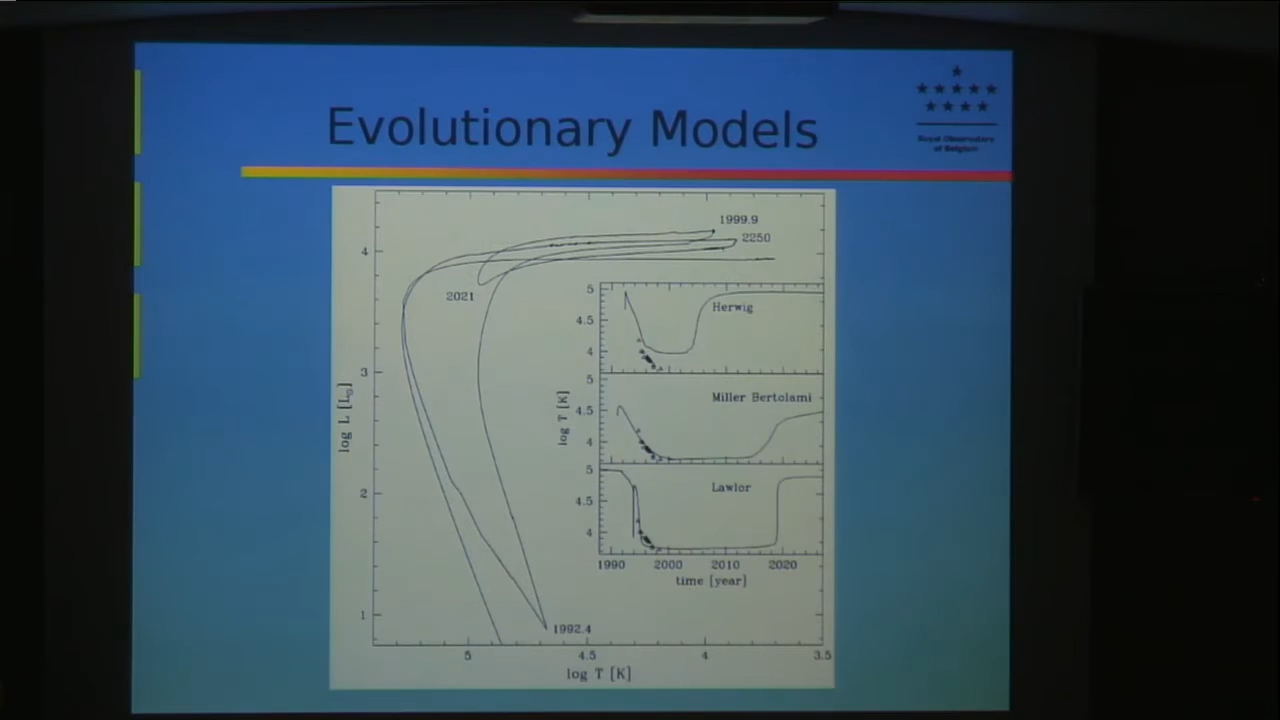 Evolutionary Models
Royal Observatory
of Belgium
1999.9
2250
4
2021
5
Herwig
4.5
4
3
5
Miller Bertolami
log T [K]
4.5
log L [L⊙]
4
5
Lawlor
2
4.5
4
1990
2000
2010
2020
time [year]
1
1992.4
5
4.5
4
3.5
log T [K]